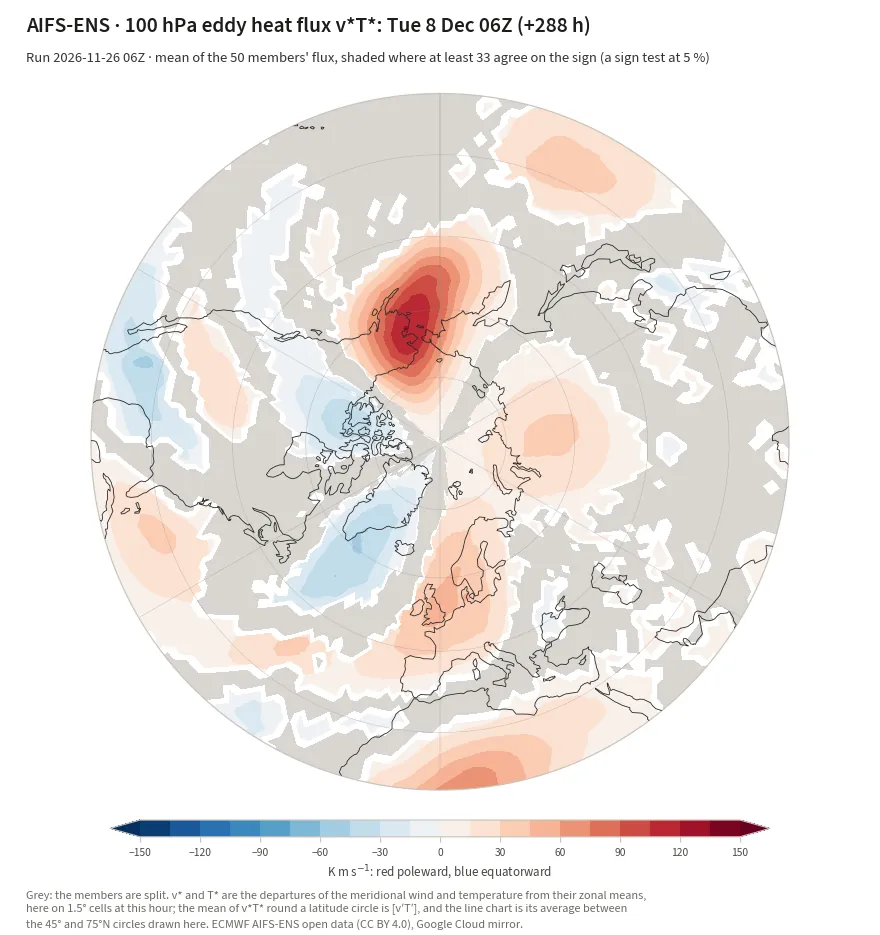 AIFS-ENS · 100 hPa eddy heat flux v*T*: Tue 8 Dec 06Z (+288 h)
Run 2026-11-26 06Z · mean of the 50 members' flux, shaded where at least 33 agree on the sign (a sign test at 5 %)
−150 −120 −90 −60 −30 0 30 60 90 120 150
K m s⁻¹: red poleward, blue equatorward
Grey: the members are split. v* and T* are the departures of the meridional wind and temperature from their zonal means,
here on 1.5° cells at this hour; the mean of v*T* round a latitude circle is [v′T′], and the line chart is its average between
the 45° and 75°N circles drawn here. ECMWF AIFS-ENS open data (CC BY 4.0), Google Cloud mirror.